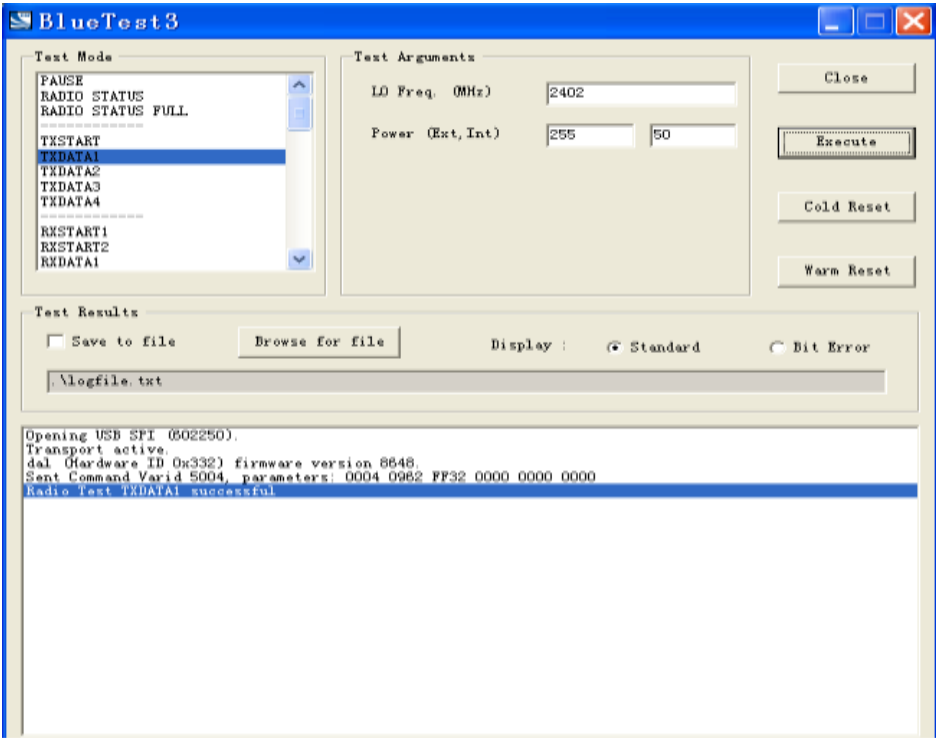 BlueTest3
Test Mode
PAUSE
RADIO STATUS
RADIO STATUS FULL
============
TXSTART
TXDATA1
TXDATA2
TXDATA3
TXDATA4
============
RXSTART1
RXSTART2
RXDATA1
Test Arguments
LO Freq. (MHz) 2402
Power (Ext, Int) 255 50
Close
Execute
Cold Reset
Warm Reset
Test Results
Save to file Browse for file Display : Standard Bit Error
.\logfile.txt
Opening USB SPI (602250).
Transport active.
dal (Hardware ID 0x332) firmware version 8648.
Sent Command Varid 5004, parameters: 0004 0962 FF32 0000 0000 0000
Radio Test TXDATA1 successful